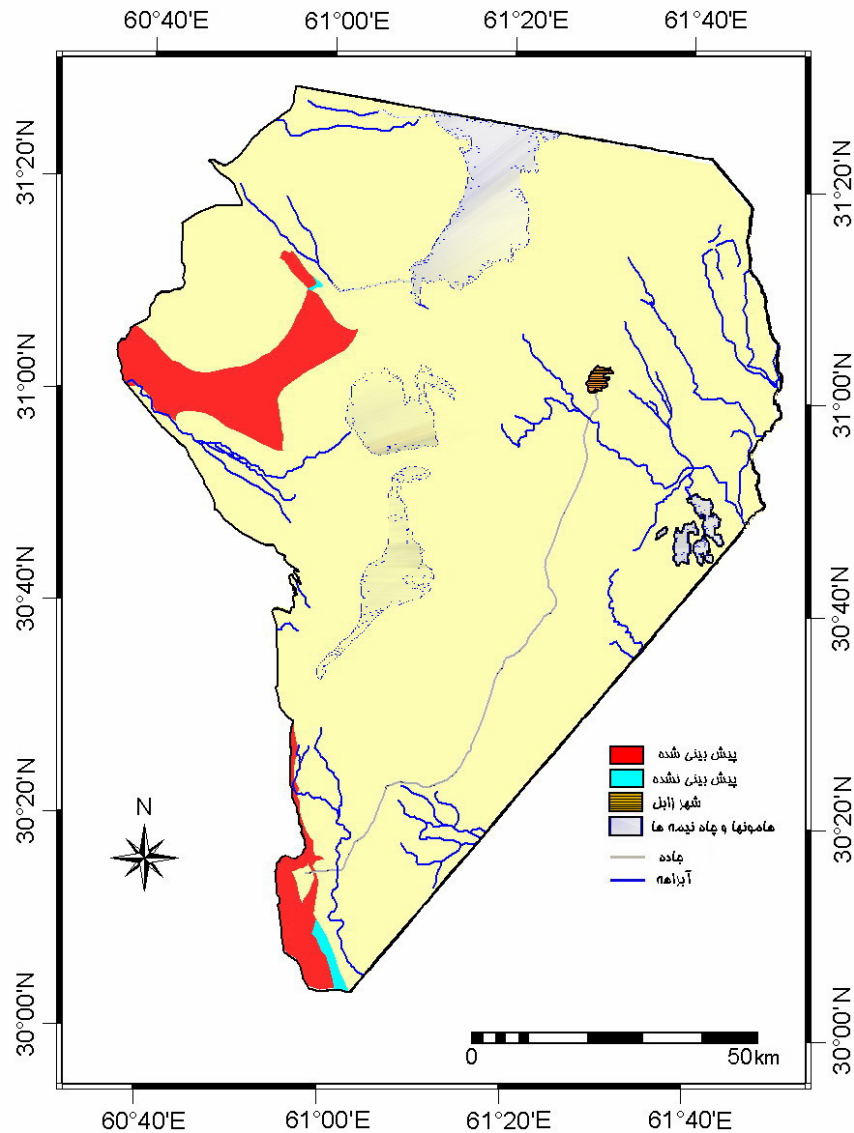 60°40'E 61°00'E 61°20'E 61°40'E
31°20'N
31°00'N
30°40'N
30°20'N
30°00'N
31°20'N
31°00'N
30°40'N
30°20'N
30°00'N
پیش بینی شده
پیش بینی نشده
شهر زابل
هامونها و چاه نیمه ها
جاده
آبراهه
N
0 50km
60°40'E 61°00'E 61°20'E 61°40'E